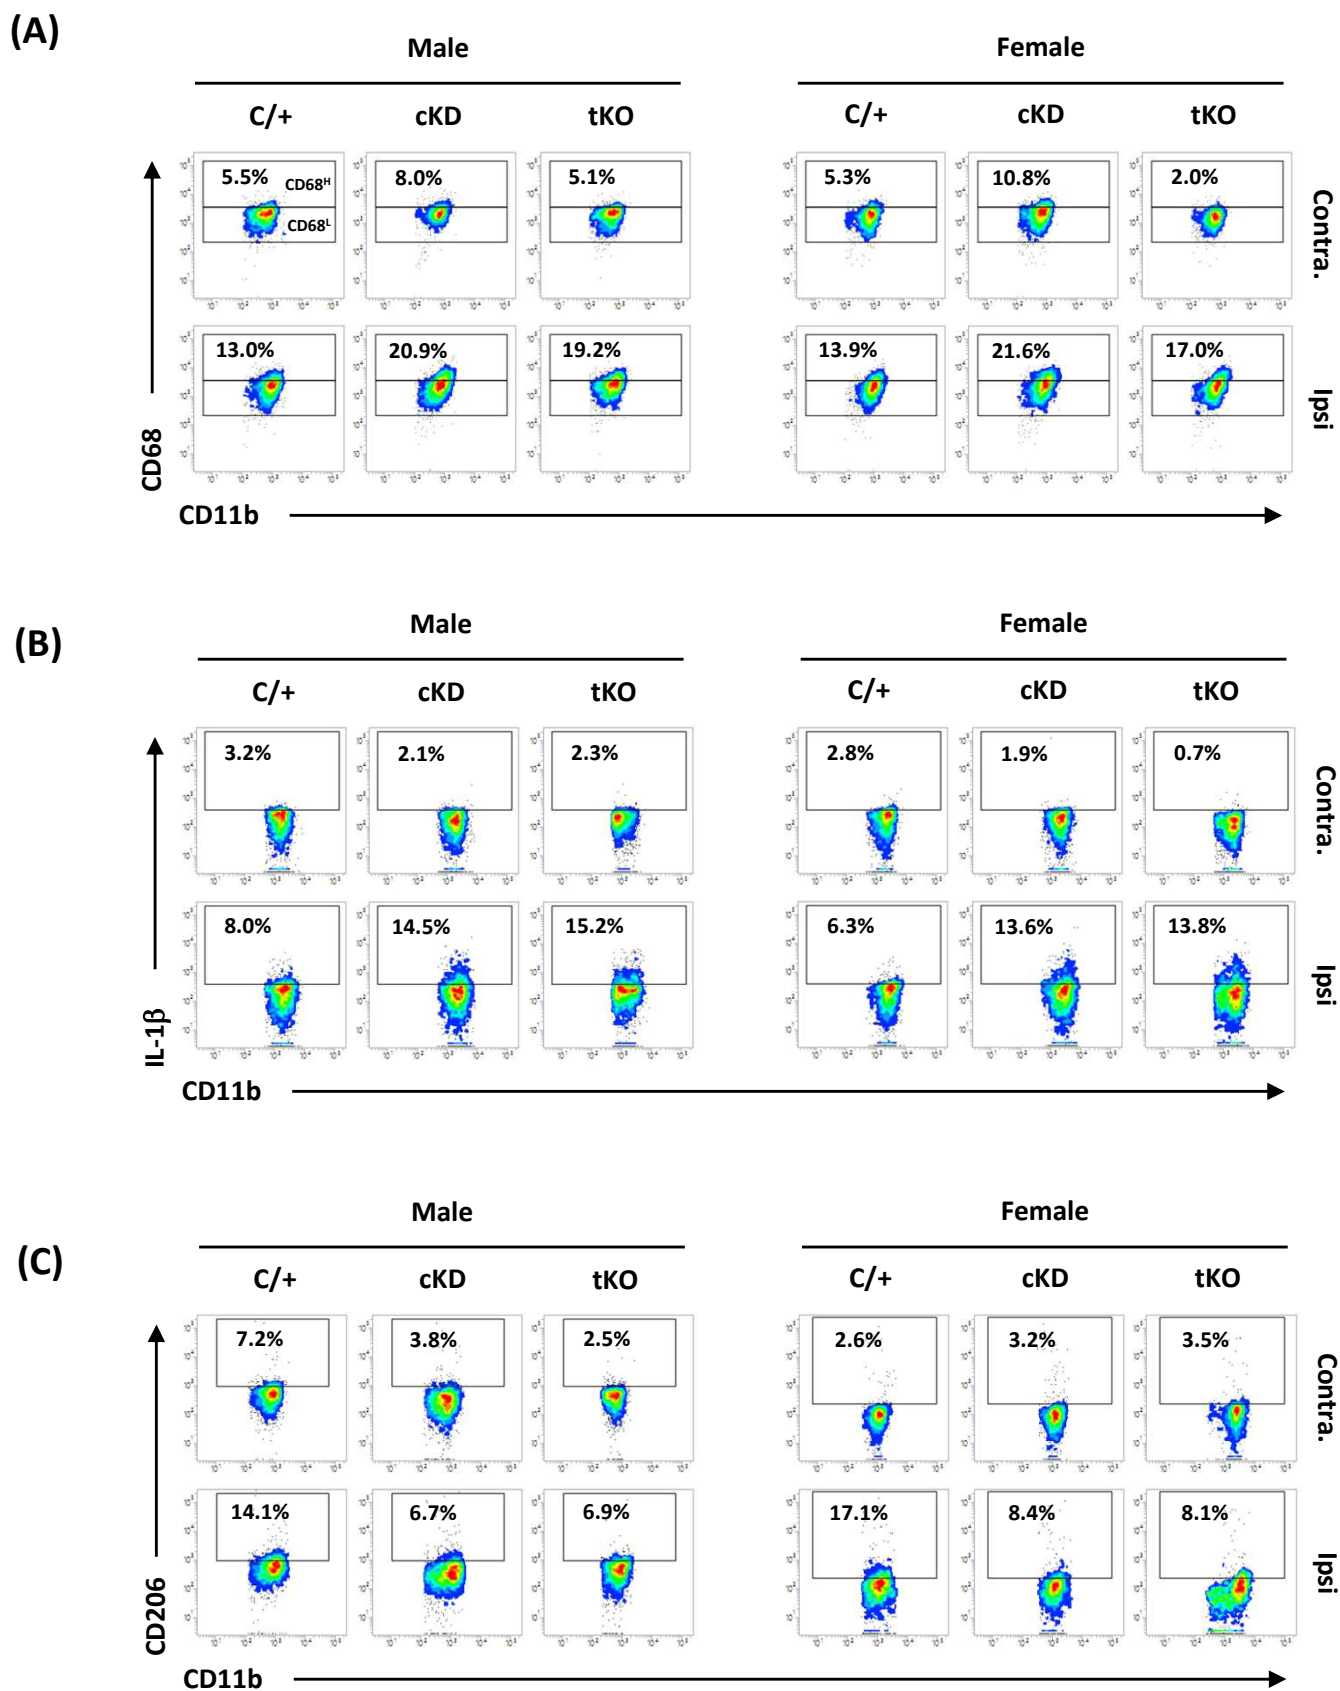 (A)
Male
Female
C/+ cKD tKO C/+ cKD tKO
5.5% CD68ᴴ 8.0% 5.1% 5.3% 10.8% 2.0%
CD68ᴸ
Contra.
13.0% 20.9% 19.2% 13.9% 21.6% 17.0%
Ipsi
CD68
CD11b
(B)
Male
Female
C/+ cKD tKO C/+ cKD tKO
3.2% 2.1% 2.3% 2.8% 1.9% 0.7%
Contra.
8.0% 14.5% 15.2% 6.3% 13.6% 13.8%
Ipsi
IL-1β
CD11b
(C)
Male
Female
C/+ cKD tKO C/+ cKD tKO
7.2% 3.8% 2.5% 2.6% 3.2% 3.5%
Contra.
14.1% 6.7% 6.9% 17.1% 8.4% 8.1%
Ipsi
CD206
CD11b